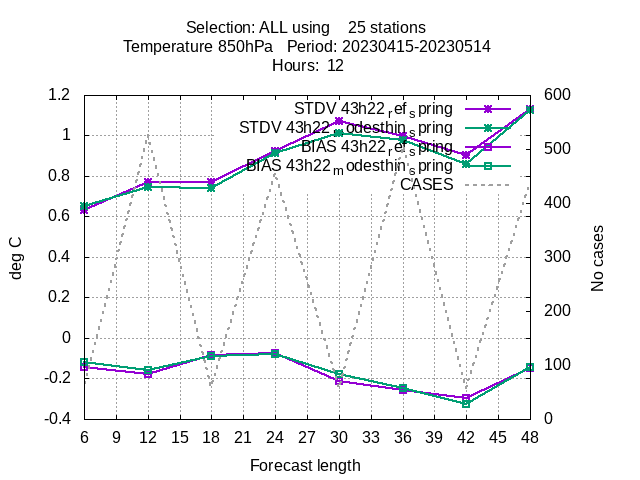 Selection: ALL using 25 stations
Temperature 850hPa Period: 20230415-20230514
Hours: 12
1.2
1
0.8
0.6
0.4
0.2
0
-0.2
-0.4
deg C
STDV 43h22_ref_spring
STDV 43h22_modesthin_spring
BIAS 43h22_ref_spring
BIAS 43h22_modesthin_spring
CASES
600
500
400
300
200
100
0
No cases
6 9 12 15 18 21 24 27 30 33 36 39 42 45 48
Forecast length